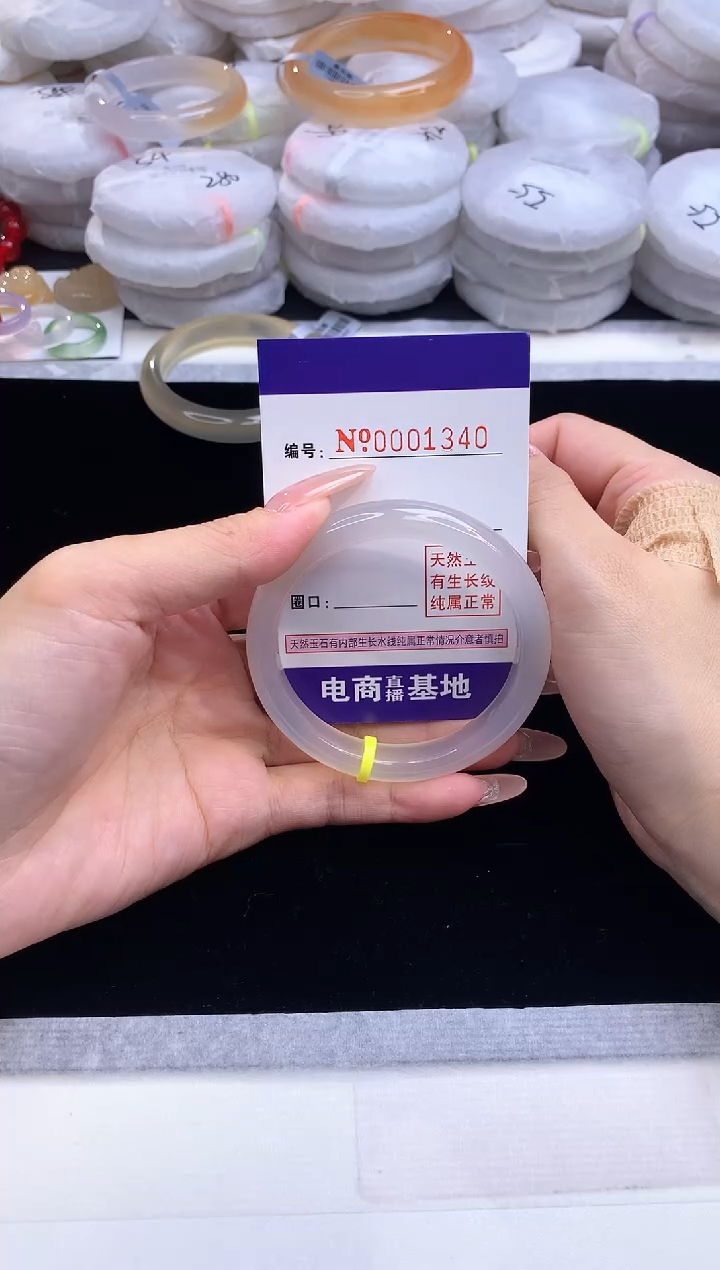 280
55
编号: №0001340
天然
有生长纹
纯属正常
圈口:
天然玉石有内部生长水线纯属正常情况介意者慎拍
电商直播基地